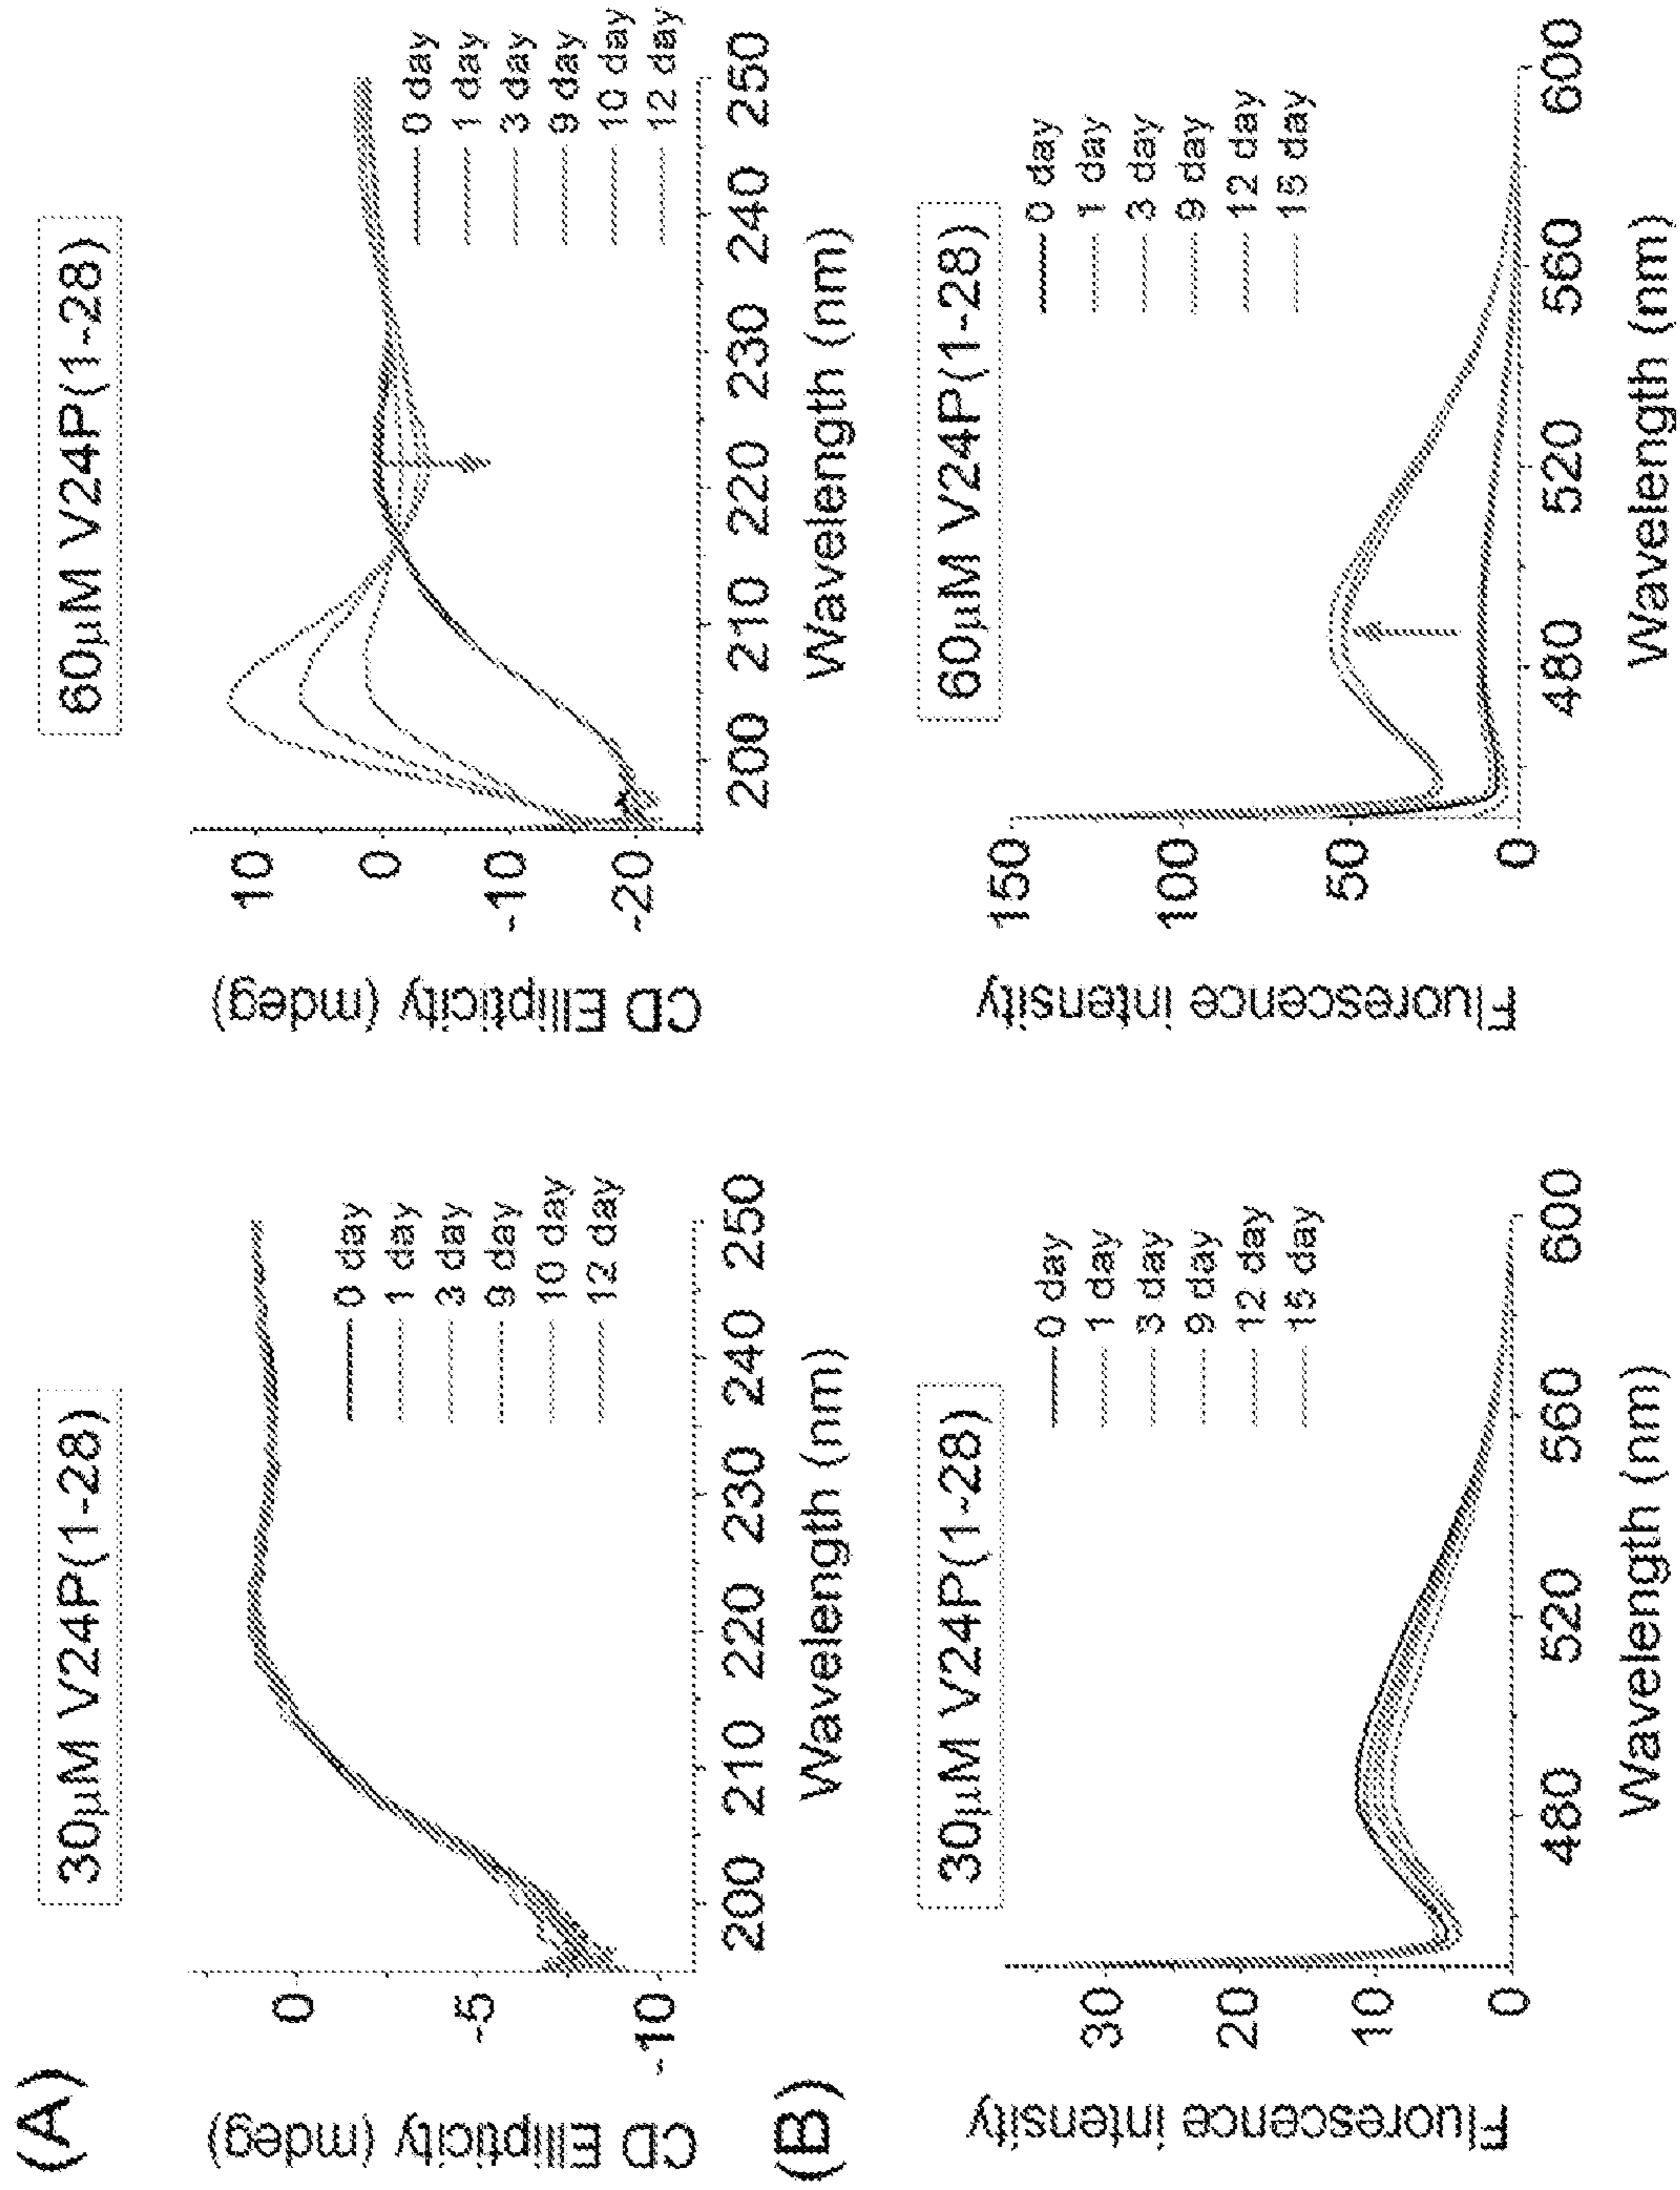 (A)
30μM V24P(1-28)
CD Ellipticity (mdeg)
0
-5
-10
0 day
1 day
3 day
9 day
10 day
12 day
200 210 220 230 240 250
Wavelength (nm)
60μM V24P(1-28)
CD Ellipticity (mdeg)
10
0
-10
-20
0 day
1 day
3 day
9 day
10 day
12 day
200 210 220 230 240 250
Wavelength (nm)
(B)
30μM V24P(1-28)
Fluorescence intensity
30
20
10
0
0 day
1 day
3 day
9 day
12 day
15 day
480 520 560 600
Wavelength (nm)
60μM V24P(1-28)
Fluorescence intensity
150
100
50
0
0 day
1 day
3 day
9 day
12 day
15 day
480 520 560 600
Wavelength (nm)